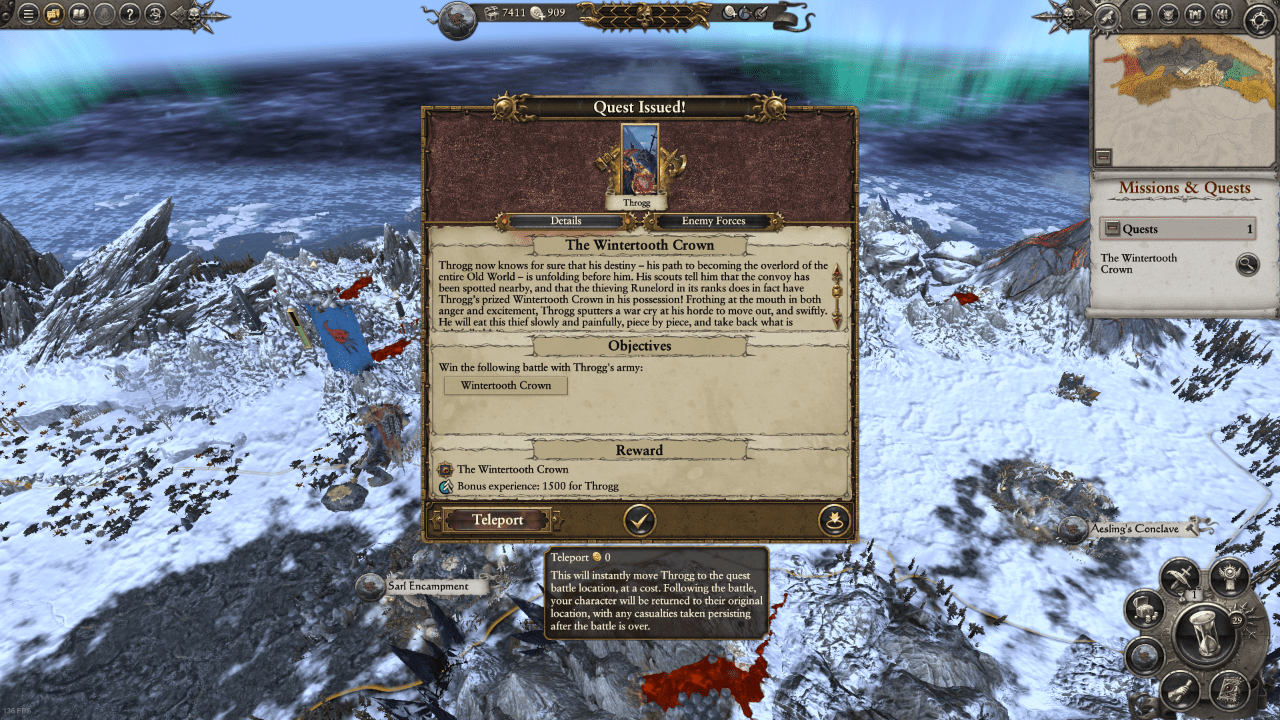 7411 909
Quest Issued!
Throgg
Details
Enemy Forces
The Wintertooth Crown
Throgg now knows for sure that his destiny – his path to becoming the overlord of the
entire Old World – is unfolding before him. His scouts tell him that the convoy has
been spotted nearby, and that the thieving Runelord in its ranks does in fact have
Throgg's prized Wintertooth Crown in his possession! Frothing at the mouth in both
anger and excitement, Throgg sputters a war cry at his horde to move out, and swiftly.
He will eat this thief slowly and painfully, piece by piece, and take back what is
Objectives
Win the following battle with Throgg's army:
Wintertooth Crown
Reward
The Wintertooth Crown
Bonus experience: 1500 for Throgg
Teleport
Teleport 0
This will instantly move Throgg to the quest
battle location, at a cost. Following the battle,
your character will be returned to their original
location, with any casualties taken persisting
after the battle is over.
Missions & Quests
Quests 1
The Wintertooth
Crown
Sarl Encampment
Aesling's Conclave
1
29
136 FPS